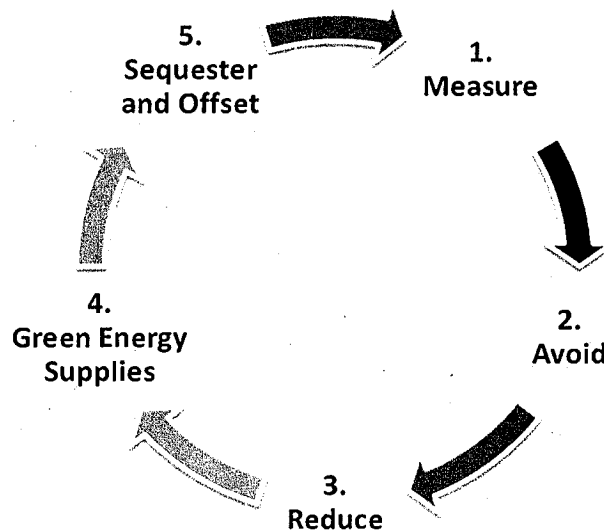 1.
Measure
2.
Avoid
3.
Reduce
4.
Green Energy
Supplies
5.
Sequester
and Offset